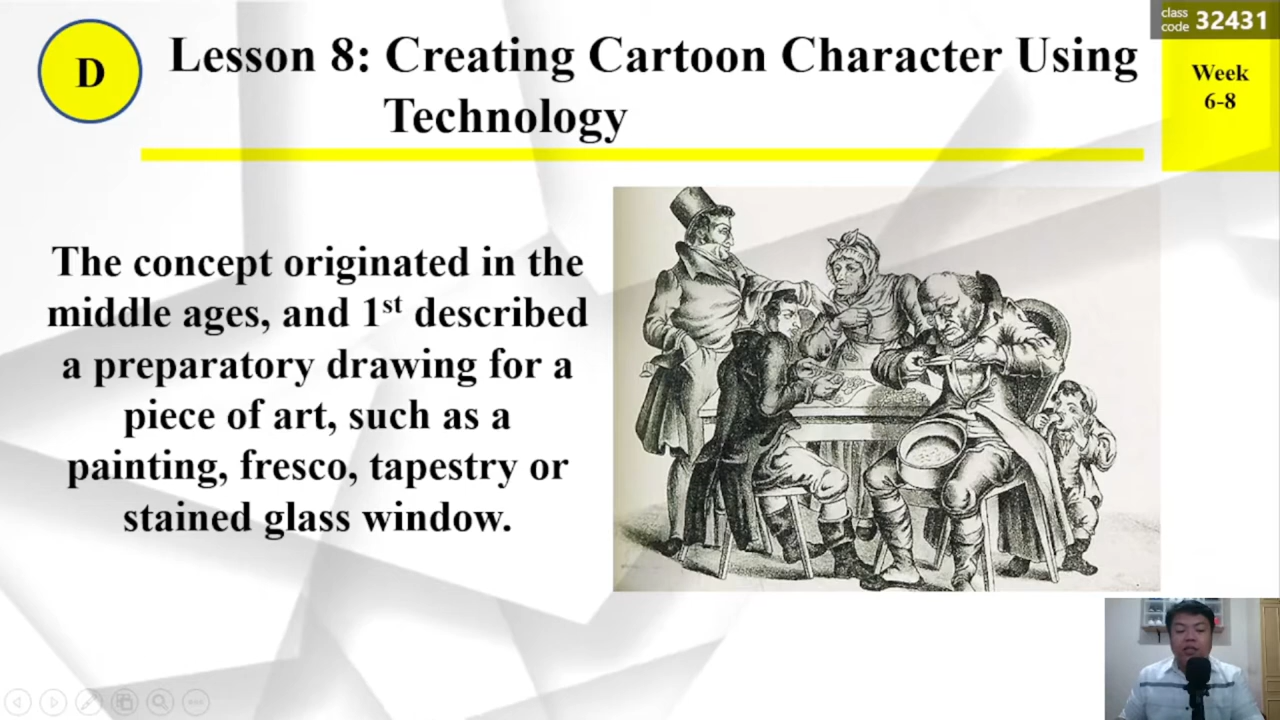 class
code 32431
D
Lesson 8: Creating Cartoon Character Using
Technology
Week
6-8
The concept originated in the
middle ages, and 1st described
a preparatory drawing for a
piece of art, such as a
painting, fresco, tapestry or
stained glass window.